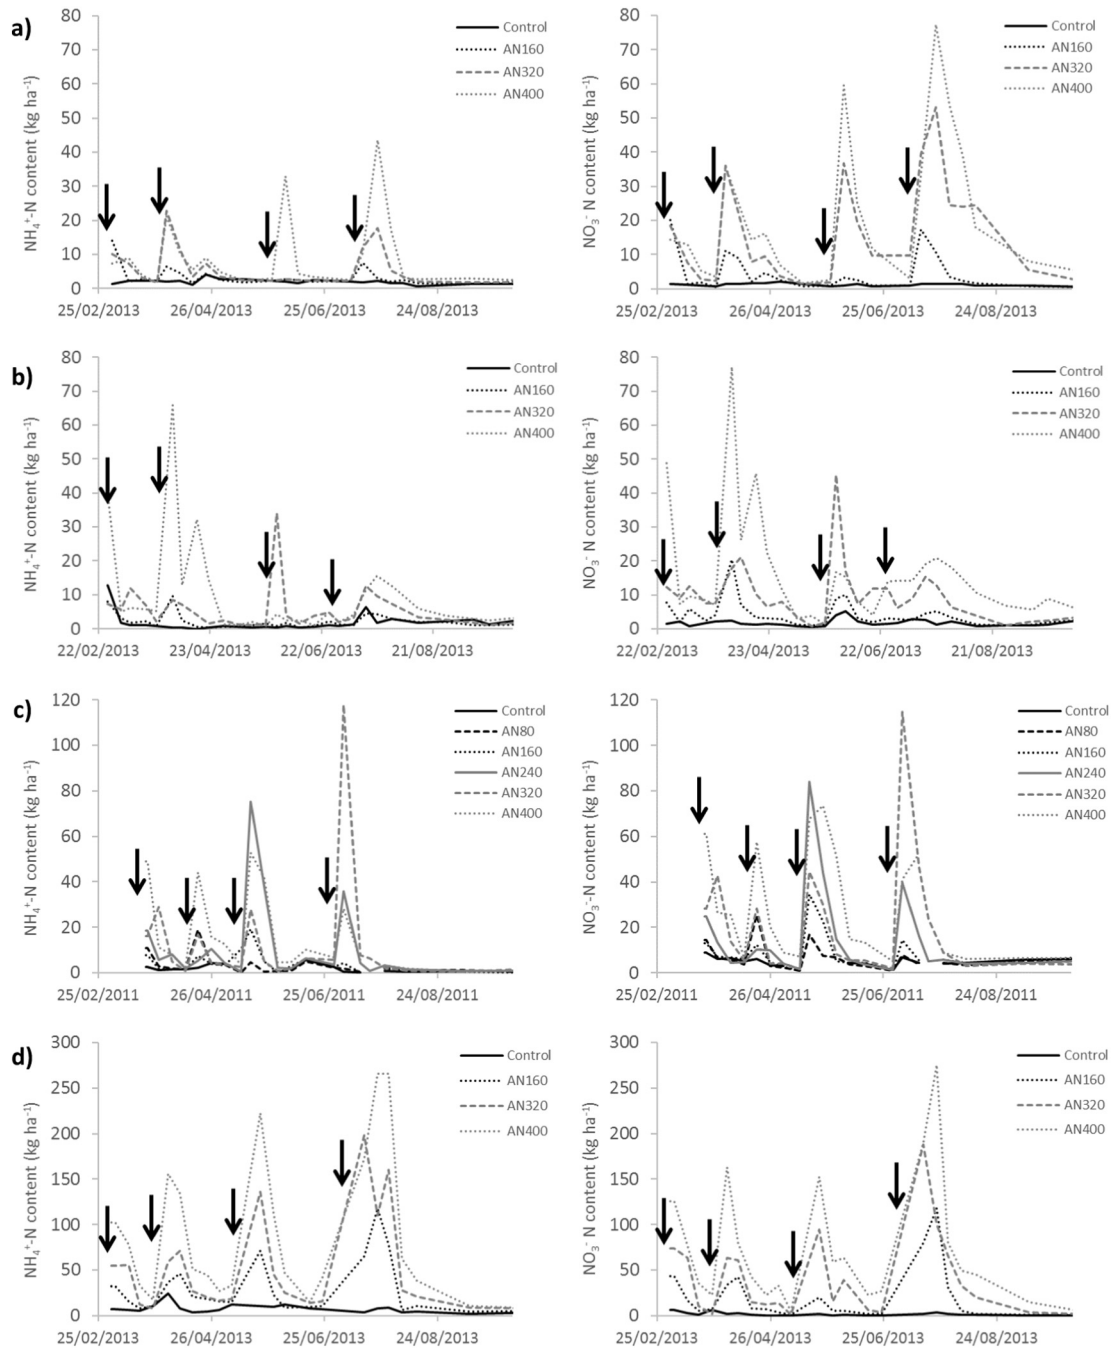 a)
NH₄⁺-N content (kg ha⁻¹)
80
70
60
50
40
30
20
10
0
Control
AN160
AN320
AN400
25/02/2013 26/04/2013 25/06/2013 24/08/2013
NO₃⁻ N content (kg ha⁻¹)
80
70
60
50
40
30
20
10
0
Control
AN160
AN320
AN400
25/02/2013 26/04/2013 25/06/2013 24/08/2013
b)
NH₄⁺-N content (kg ha⁻¹)
80
70
60
50
40
30
20
10
0
Control
AN160
AN320
AN400
22/02/2013 23/04/2013 22/06/2013 21/08/2013
NO₃⁻ N content (kg ha⁻¹)
80
70
60
50
40
30
20
10
0
Control
AN160
AN320
AN400
22/02/2013 23/04/2013 22/06/2013 21/08/2013
c)
NH₄⁺-N content (kg ha⁻¹)
120
100
80
60
40
20
0
Control
AN80
AN160
AN240
AN320
AN400
25/02/2011 26/04/2011 25/06/2011 24/08/2011
NO₃⁻-N content (kg ha⁻¹)
120
100
80
60
40
20
0
Control
AN80
AN160
AN240
AN320
AN400
25/02/2011 26/04/2011 25/06/2011 24/08/2011
d)
NH₄⁺-N content (kg ha⁻¹)
300
250
200
150
100
50
0
Control
AN160
AN320
AN400
25/02/2013 26/04/2013 25/06/2013 24/08/2013
NO₃⁻ N content (kg ha⁻¹)
300
250
200
150
100
50
0
Control
AN160
AN320
AN400
25/02/2013 26/04/2013 25/06/2013 24/08/2013